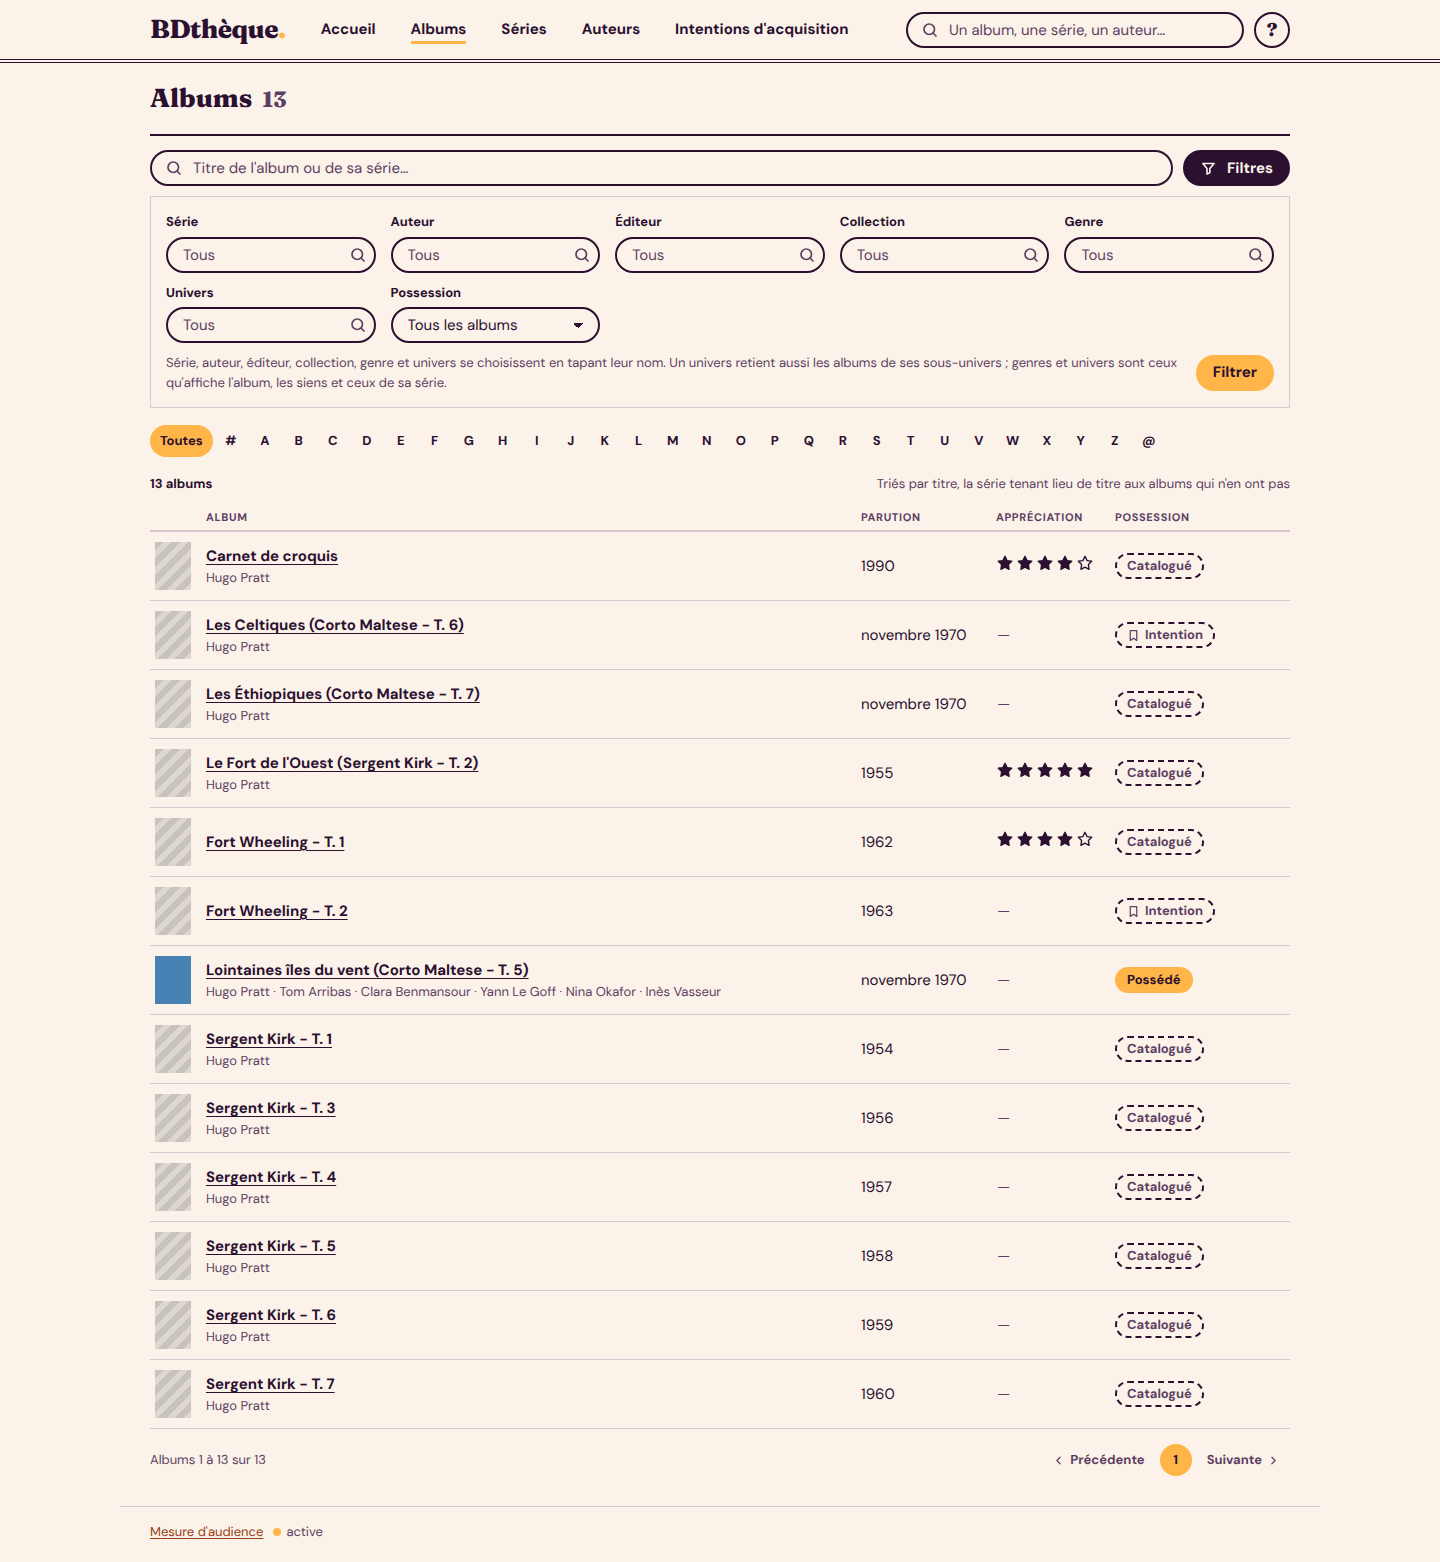 BDthèque.
Accueil
Albums
Séries
Auteurs
Intentions d'acquisition
Un album, une série, un auteur...
?
Albums 13
Titre de l'album ou de sa série...
Filtres
Série
Auteur
Éditeur
Collection
Genre
Tous
Tous
Tous
Tous
Tous
Univers
Possession
Tous
Tous les albums
Série, auteur, éditeur, collection, genre et univers se choisissent en tapant leur nom. Un univers retient aussi les albums de ses sous-univers ; genres et univers sont ceux
qu'affiche l'album, les siens et ceux de sa série.
Filtrer
Toutes # A B C D E F G H I J K L M N O P Q R S T U V W X Y Z @
13 albums
Triés par titre, la série tenant lieu de titre aux albums qui n'en ont pas
ALBUM PARUTION APPRÉCIATION POSSESSION
Carnet de croquis
Hugo Pratt
1990
Catalogué
Les Celtiques (Corto Maltese - T. 6)
Hugo Pratt
novembre 1970
—
Intention
Les Éthiopiques (Corto Maltese - T. 7)
Hugo Pratt
novembre 1970
—
Catalogué
Le Fort de l'Ouest (Sergent Kirk - T. 2)
Hugo Pratt
1955
Catalogué
Fort Wheeling - T. 1
1962
Catalogué
Fort Wheeling - T. 2
1963
—
Intention
Lointaines îles du vent (Corto Maltese - T. 5)
Hugo Pratt · Tom Arribas · Clara Benmansour · Yann Le Goff · Nina Okafor · Inès Vasseur
novembre 1970
—
Possédé
Sergent Kirk - T. 1
Hugo Pratt
1954
—
Catalogué
Sergent Kirk - T. 3
Hugo Pratt
1956
—
Catalogué
Sergent Kirk - T. 4
Hugo Pratt
1957
—
Catalogué
Sergent Kirk - T. 5
Hugo Pratt
1958
—
Catalogué
Sergent Kirk - T. 6
Hugo Pratt
1959
—
Catalogué
Sergent Kirk - T. 7
Hugo Pratt
1960
—
Catalogué
Albums 1 à 13 sur 13
Précédente 1 Suivante
Mesure d'audience
active